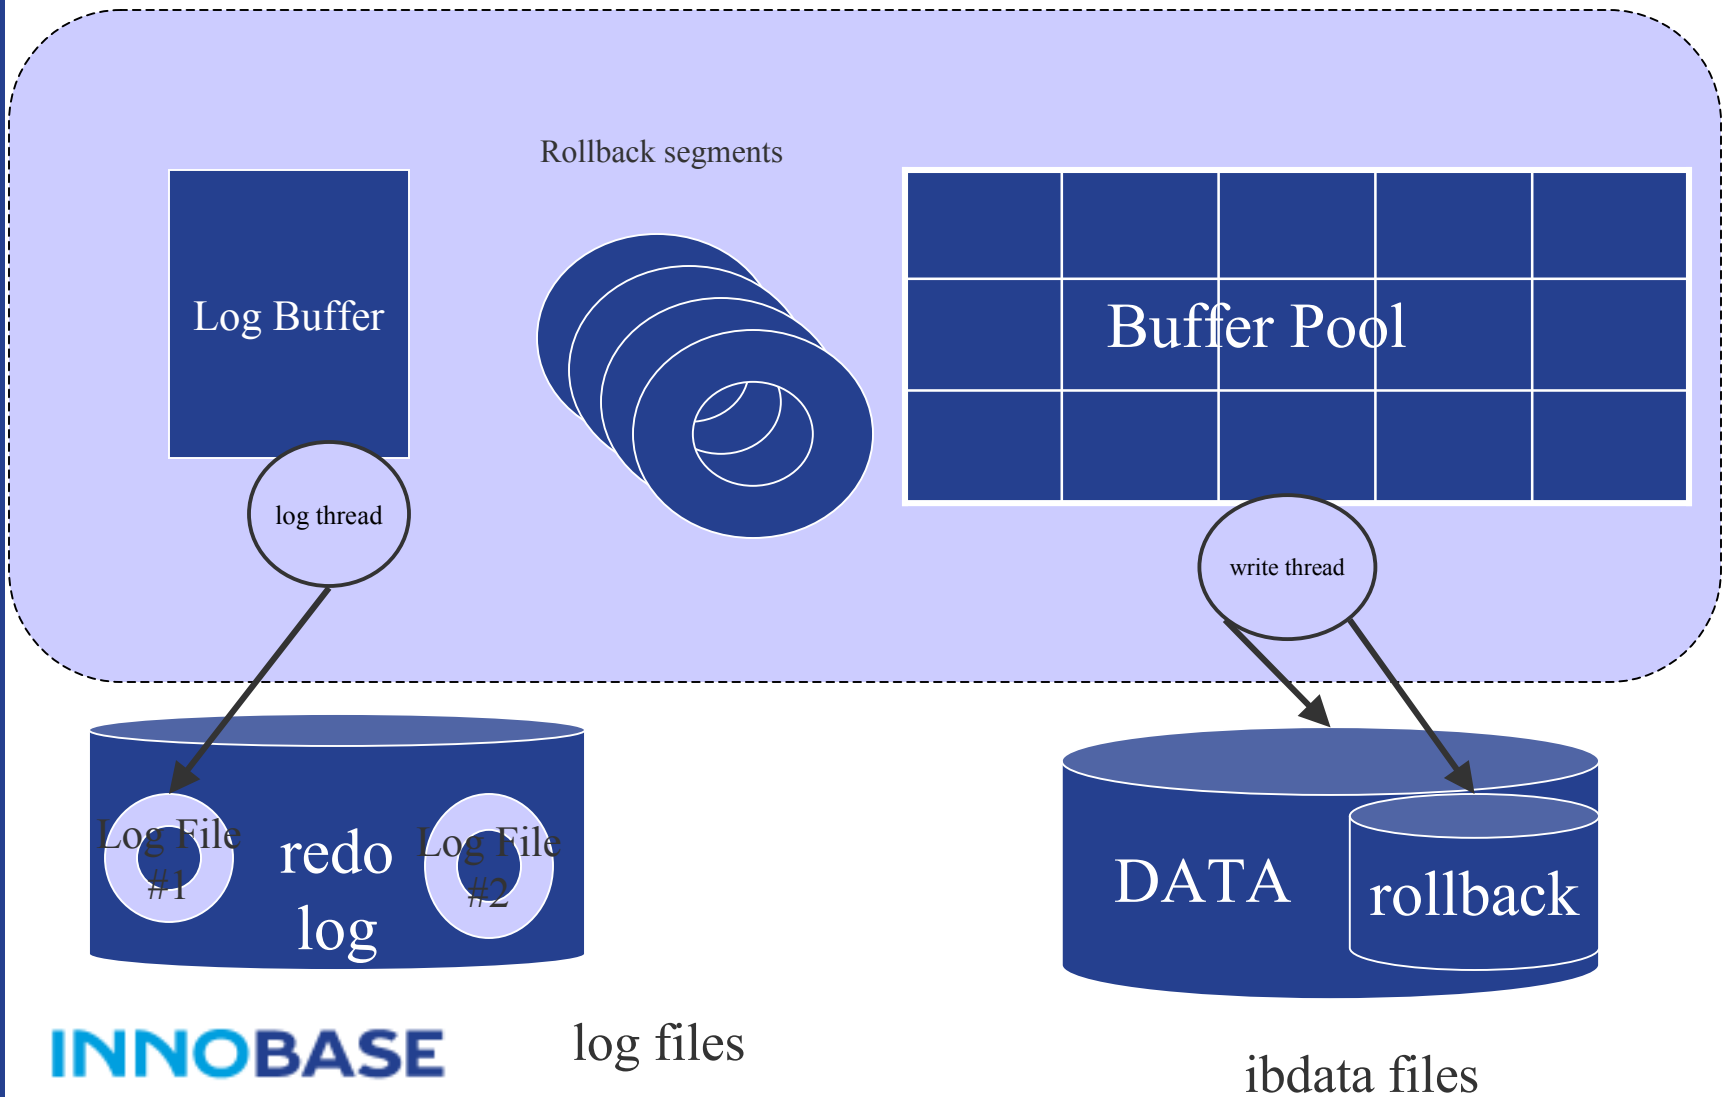 Rollback segments
Log Buffer
Buffer Pool
log thread
write thread
Log File
#1
redo
log
Log File
#2
DATA
rollback
INNOBASE
log files
ibdata files